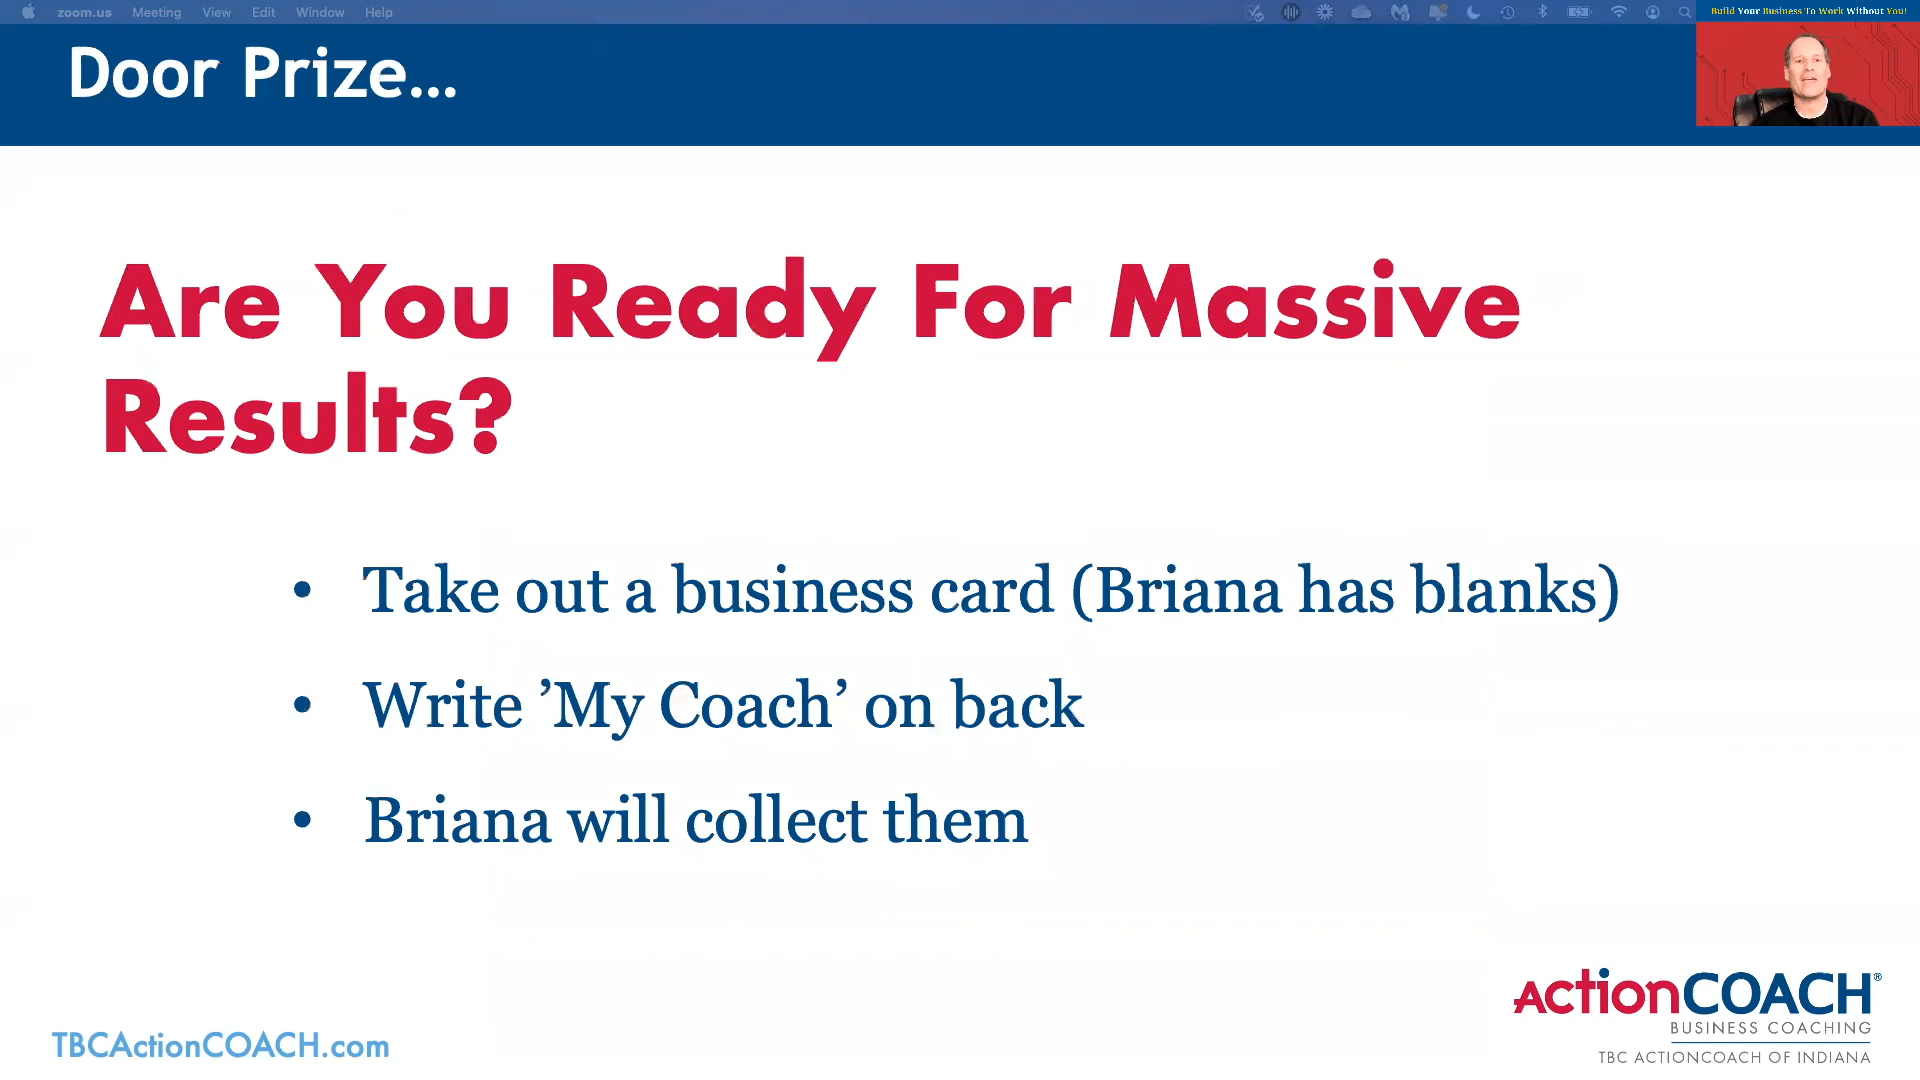 zoom.us Meeting View Edit Window Help
Build Your Business To Work Without You!
Door Prize...
Are You Ready For Massive
Results?
• Take out a business card (Briana has blanks)
• Write ’My Coach’ on back
• Briana will collect them
TBCActionCOACH.com
ActionCOACH®
BUSINESS COACHING
TBC ACTIONCOACH OF INDIANA